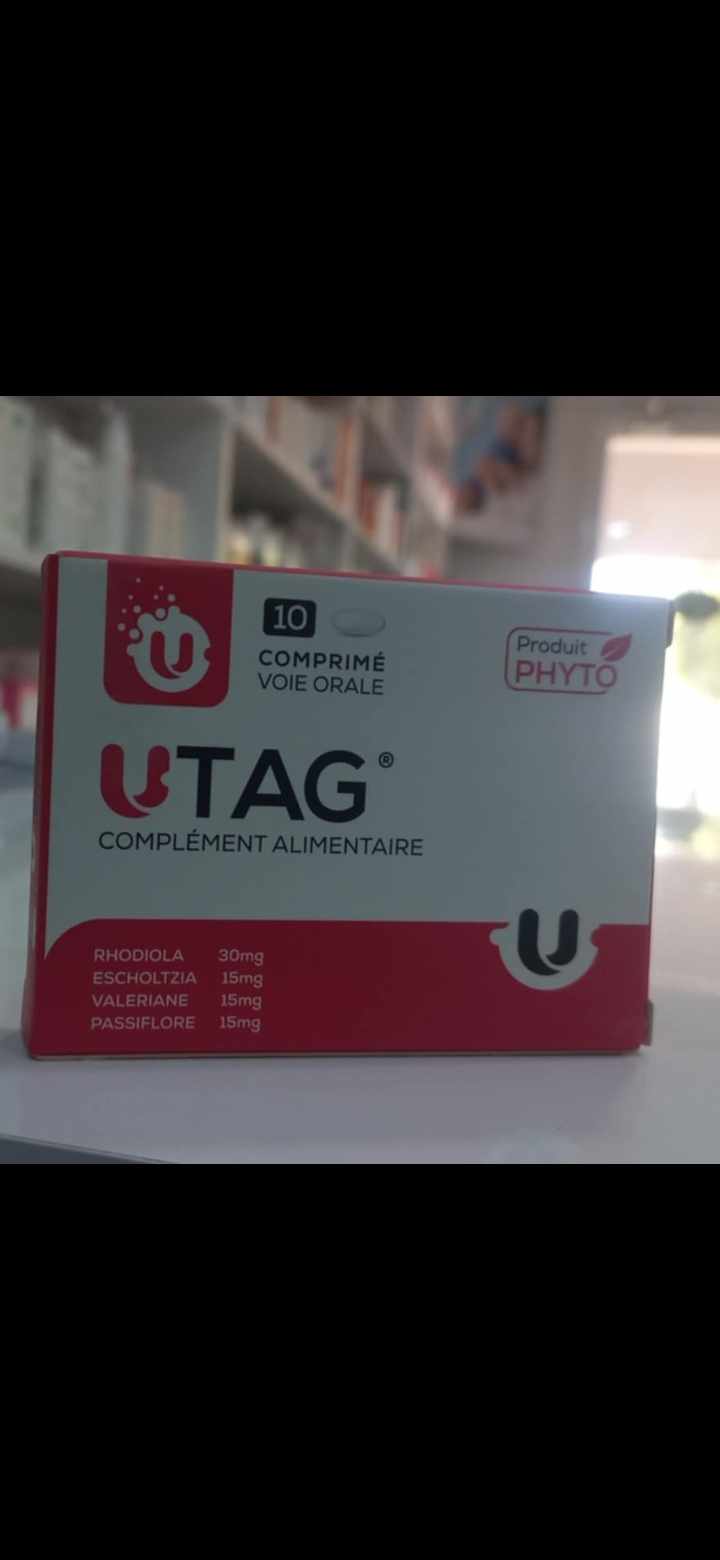 U
10
COMPRIMÉ
VOIE ORALE
Produit
PHYTO
UTAG®
COMPLÉMENT ALIMENTAIRE
RHODIOLA 30mg
ESCHOLTZIA 15mg
VALERIANE 15mg
PASSIFLORE 15mg
U